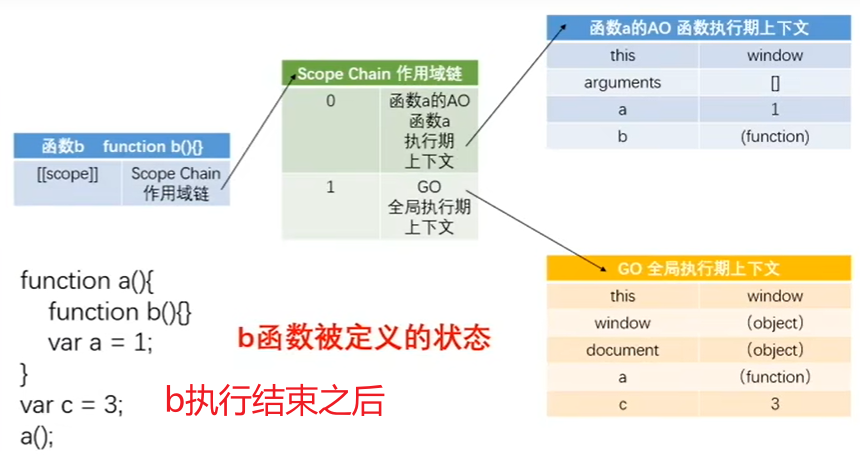 函数a的AO 函数执行期上下文
this window
arguments []
a 1
b (function)
Scope Chain 作用域链
0 函数a的AO
函数a
执行期
上下文
1 GO
全局执行期
上下文
函数b function b(){}
[[scope]] Scope Chain
作用域链
GO 全局执行期上下文
this window
window （object）
document （object）
a （function）
c 3
function a(){
function b(){}
var a = 1;
}
var c = 3;
a();
b函数被定义的状态
b执行结束之后